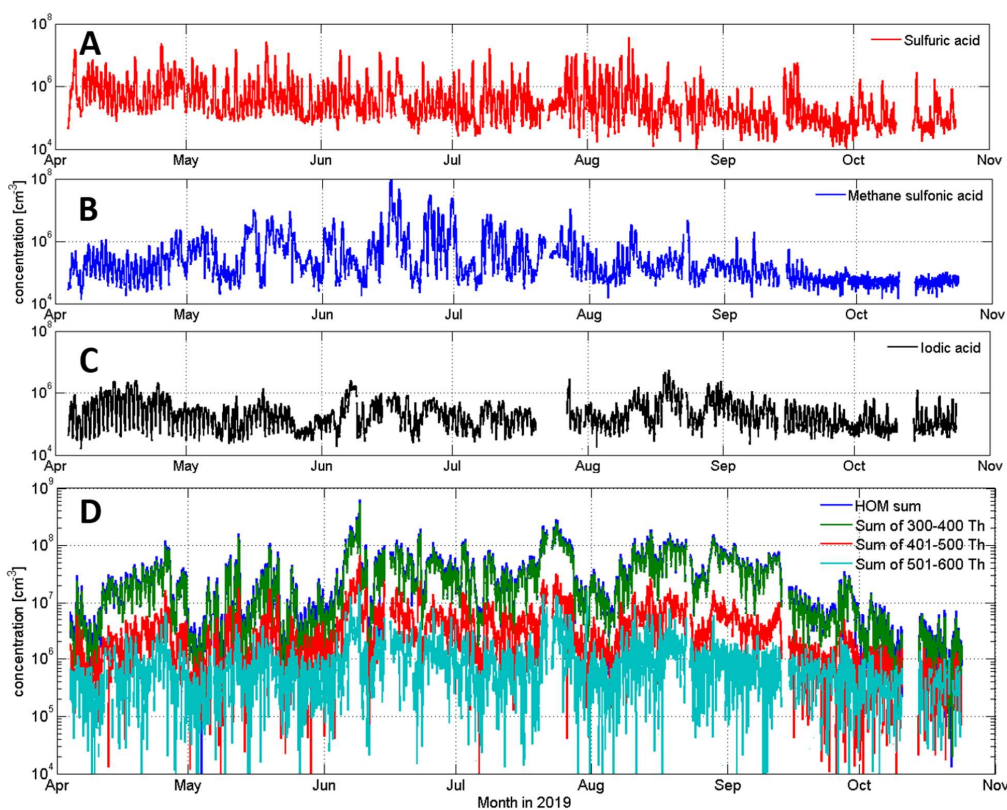 A
Sulfuric acid
10^8
10^6
10^4
Apr May Jun Jul Aug Sep Oct Nov
B
Methane sulfonic acid
concentration [cm^-3]
10^8
10^6
10^4
Apr May Jun Jul Aug Sep Oct Nov
C
Iodic acid
10^8
10^6
10^4
Apr May Jun Jul Aug Sep Oct Nov
D
HOM sum
Sum of 300-400 Th
Sum of 401-500 Th
Sum of 501-600 Th
concentration [cm^-3]
10^9
10^8
10^7
10^6
10^5
10^4
Apr May Jun Jul Aug Sep Oct Nov
Month in 2019